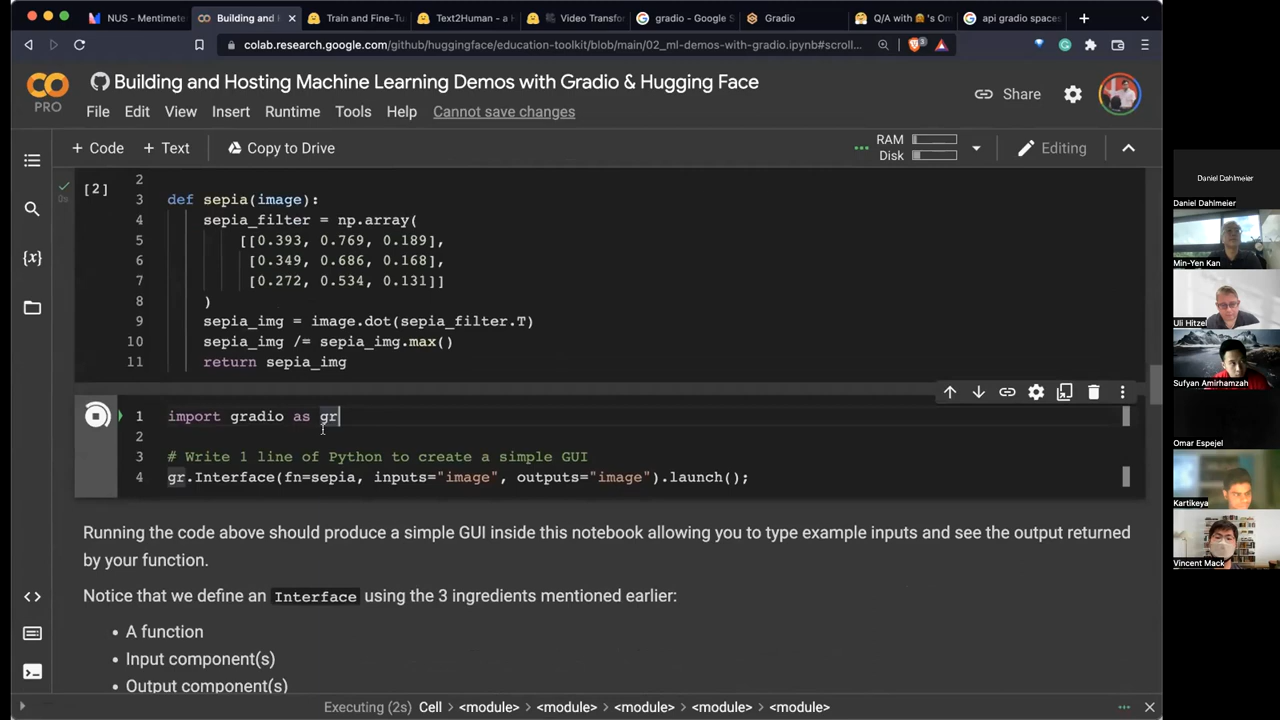 NUS - Mentimete
Building and H
Train and Fine-Tu
Text2Human - a H
Video Transfor
gradio - Google S
Gradio
Q/A with 🤗's Om
api gradio spaces
colab.research.google.com/github/huggingface/education-toolkit/blob/main/02_ml-demos-with-gradio.ipynb#scroll...
3
PRO
Building and Hosting Machine Learning Demos with Gradio & Hugging Face
Share
File Edit View Insert Runtime Tools Help Cannot save changes
+ Code + Text Copy to Drive
RAM
Disk
Editing
[2]
0s
2
3 def sepia(image):
4 sepia_filter = np.array(
5 [[0.393, 0.769, 0.189],
6 [0.349, 0.686, 0.168],
7 [0.272, 0.534, 0.131]]
8 )
9 sepia_img = image.dot(sepia_filter.T)
10 sepia_img /= sepia_img.max()
11 return sepia_img
1 import gradio as gr
2
3 # Write 1 line of Python to create a simple GUI
4 gr.Interface(fn=sepia, inputs="image", outputs="image").launch();
Running the code above should produce a simple GUI inside this notebook allowing you to type example inputs and see the output returned
by your function.
Notice that we define an Interface using the 3 ingredients mentioned earlier:
• A function
• Input component(s)
• Output component(s)
Executing (2s) Cell > <module> > <module> > <module> > <module>
Daniel Dahlmeier
Daniel Dahlmeier
Min-Yen Kan
Uli Hitzel
Sufyan Amirhamzah
Omar Espejel
Kartikeya
Vincent Mack